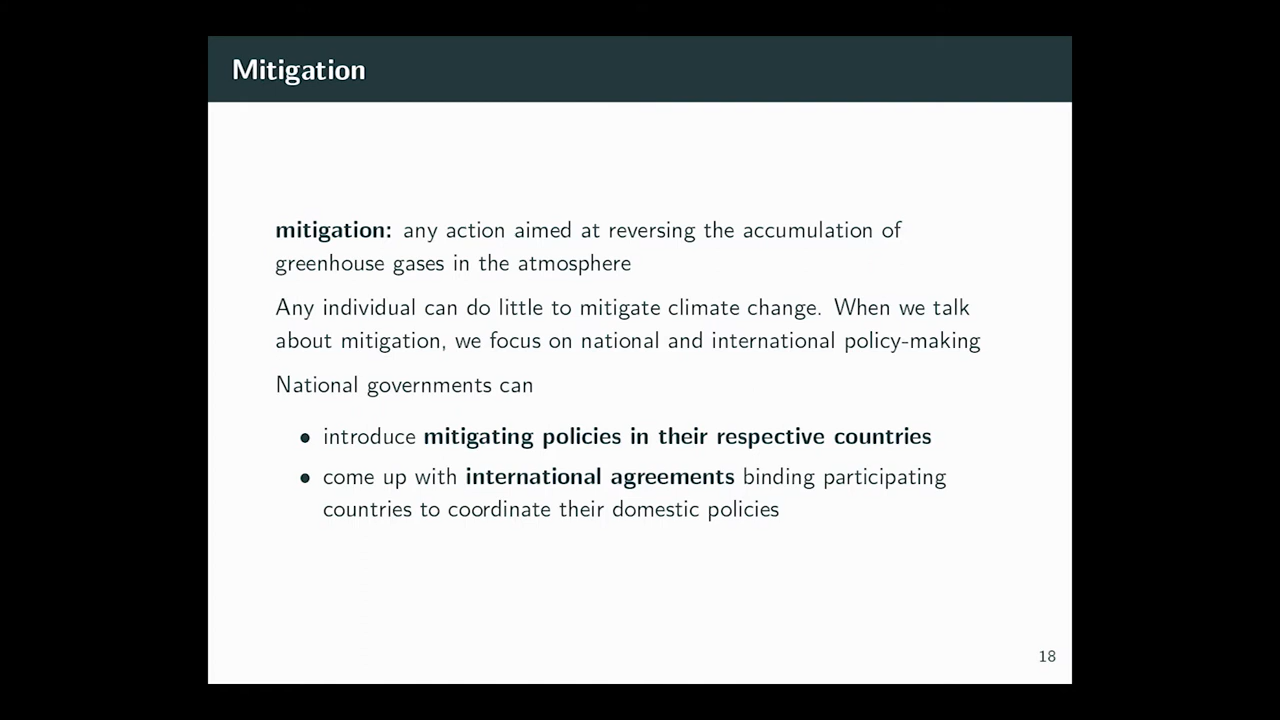 Mitigation
mitigation: any action aimed at reversing the accumulation of
greenhouse gases in the atmosphere
Any individual can do little to mitigate climate change. When we talk
about mitigation, we focus on national and international policy-making
National governments can
• introduce mitigating policies in their respective countries
• come up with international agreements binding participating
countries to coordinate their domestic policies
18